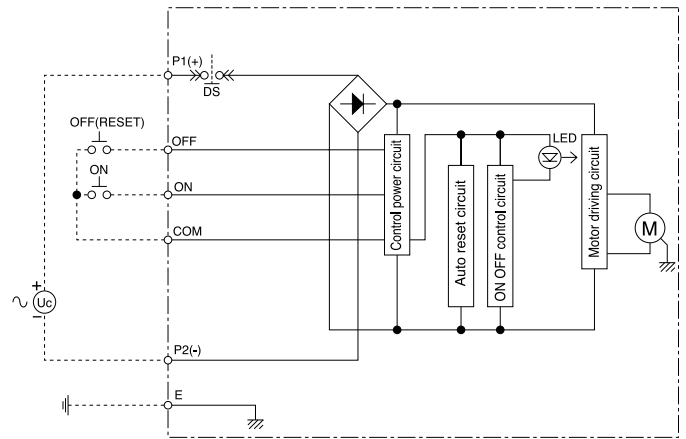 P1(+)
DS
OFF(RESET)
OFF
ON
ON
COM
LED
Control power circuit
Auto reset circuit
ON OFF control circuit
Motor driving circuit
M
+
Uc
−
P2(-)
E